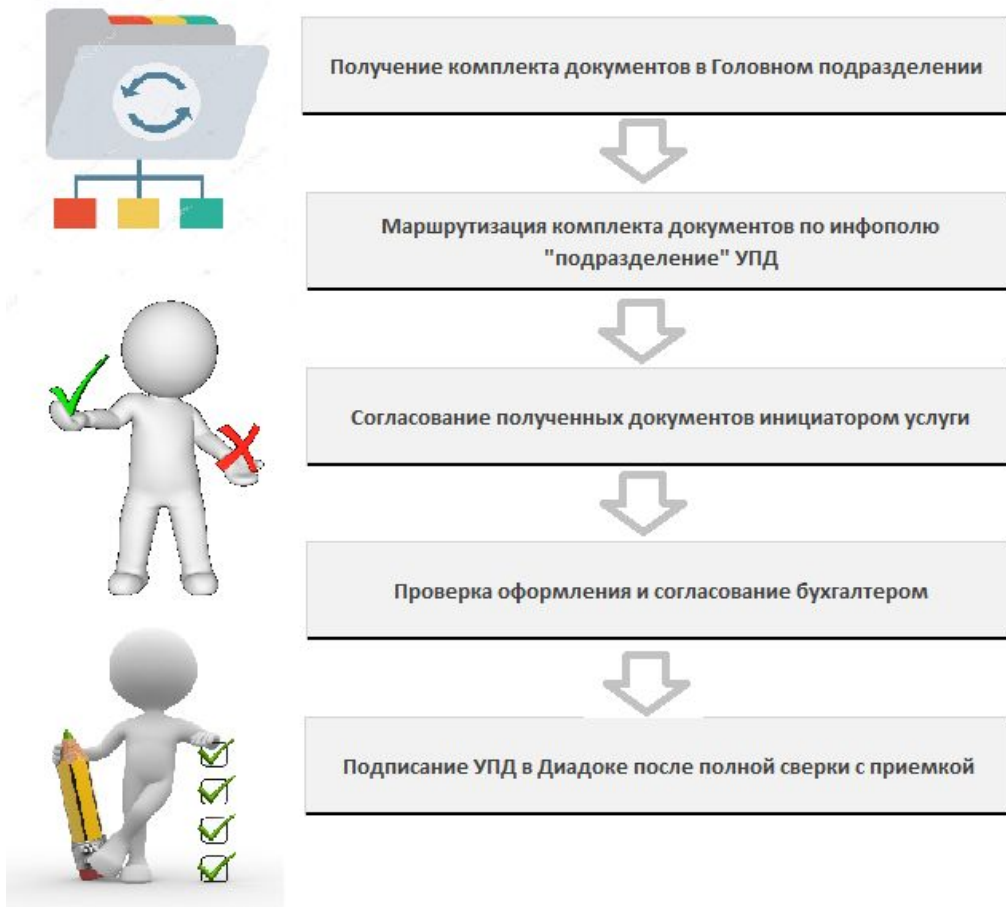 Получение комплекта документов в Головном подразделении
Маршрутизация комплекта документов по инфополю
"подразделение" УПД
Согласование полученных документов инициатором услуги
Проверка оформления и согласование бухгалтером
Подписание УПД в Диадоке после полной сверки с приемкой